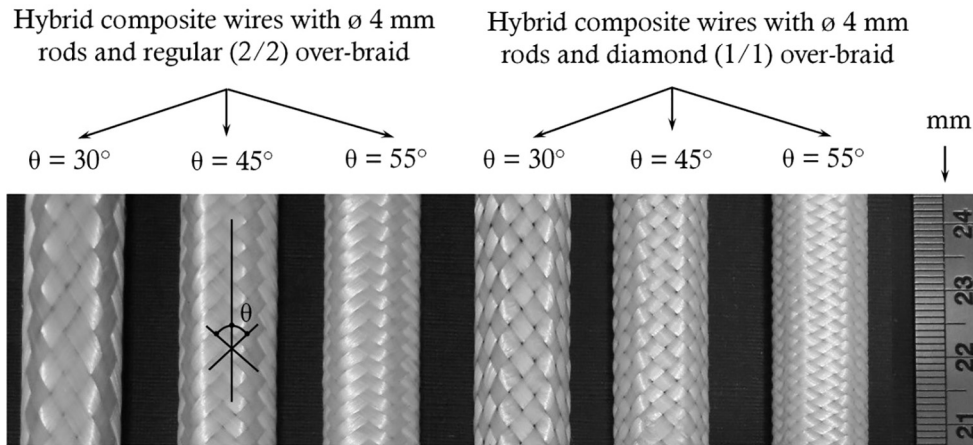 Hybrid composite wires with ø 4 mm
rods and regular (2/2) over-braid
Hybrid composite wires with ø 4 mm
rods and diamond (1/1) over-braid
mm
θ = 30°
θ = 45°
θ = 55°
θ = 30°
θ = 45°
θ = 55°
θ
24
23
22
21